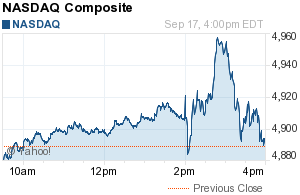 NASDAQ Composite
NASDAQ
Sep 17, 4:00pm EDT
4,960
4,940
4,920
4,900
4,880
© Yahoo!
10am
12pm
2pm
4pm
Previous Close